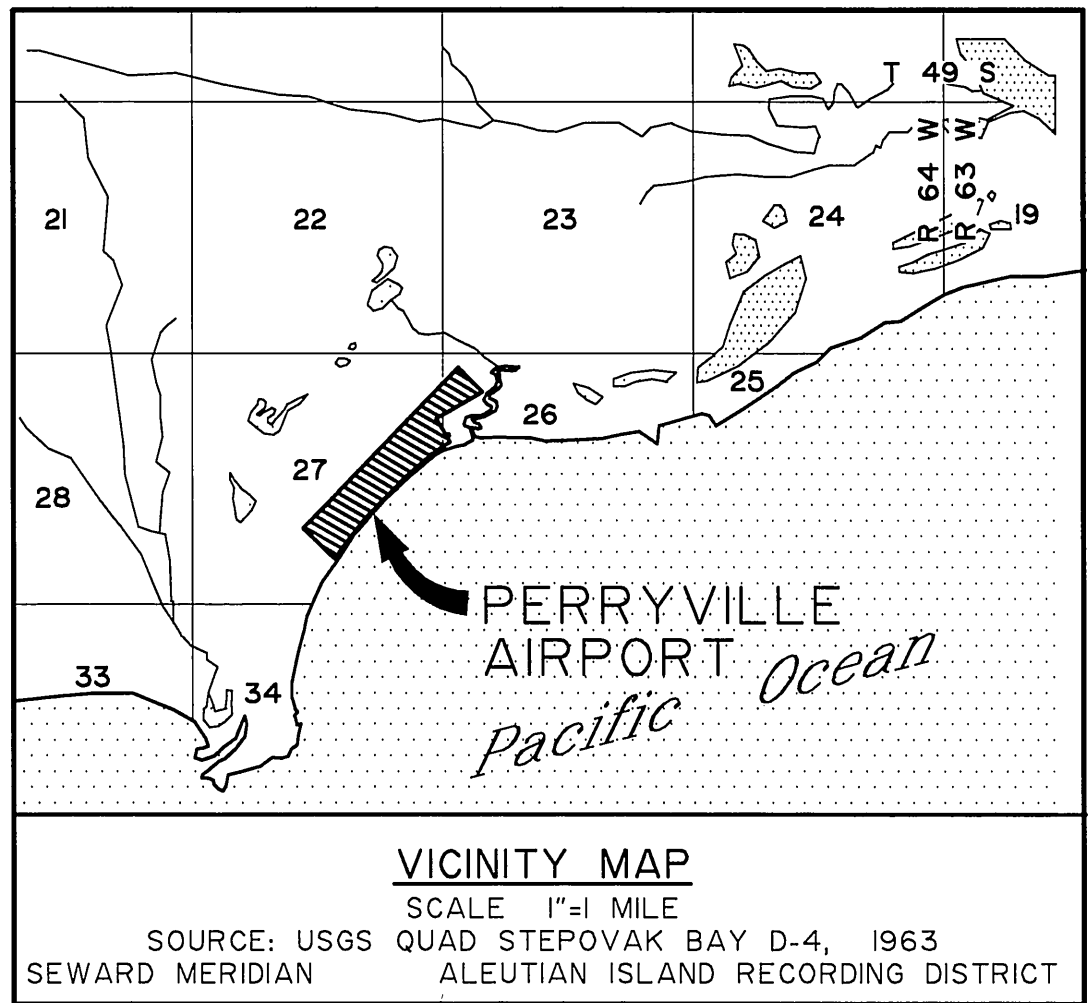 T 49 S
R 64 W
R 63 W
21
22
23
24
19
28
27
26
25
33
34
PERRYVILLE
AIRPORT
Pacific Ocean
VICINITY MAP
SCALE 1"=1 MILE
SOURCE: USGS QUAD STEPOVAK BAY D-4, 1963
SEWARD MERIDIAN ALEUTIAN ISLAND RECORDING DISTRICT